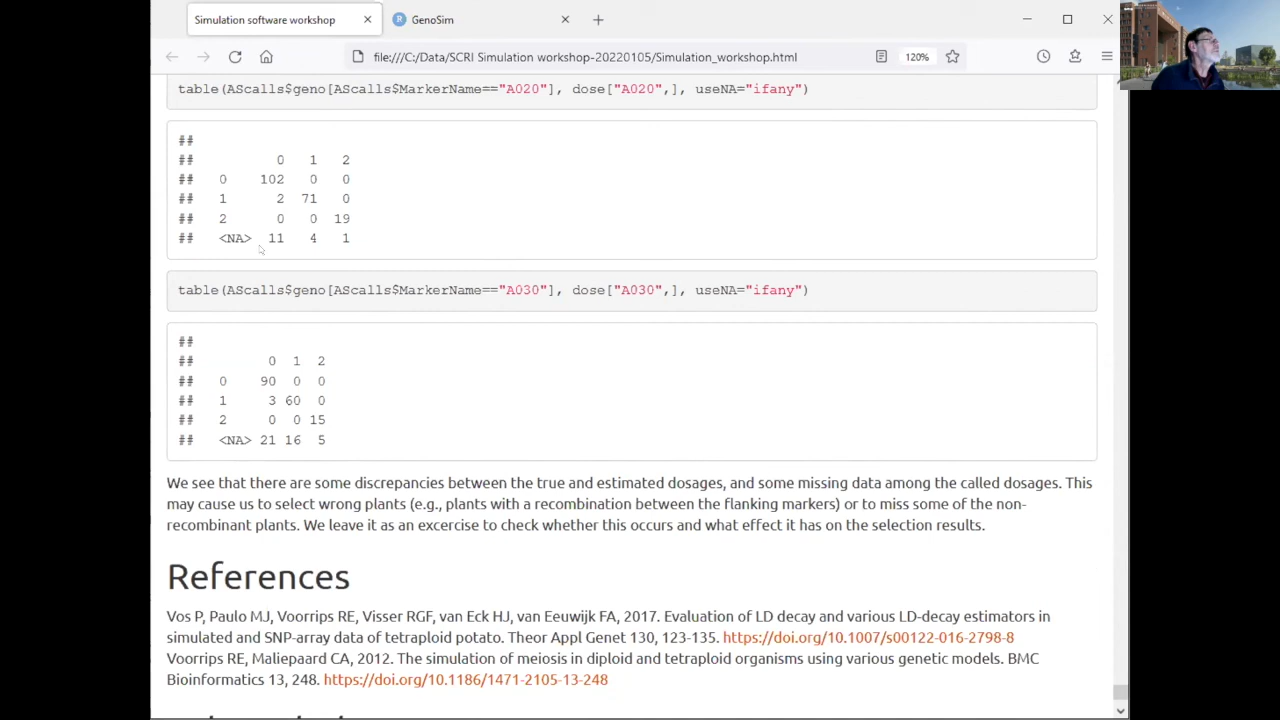 Simulation software workshop
GenoSim
file:///C:/Data/SCRI Simulation workshop-20220105/Simulation_workshop.html
120%
table(AScalls$geno[AScalls$MarkerName=="A020"], dose["A020",], useNA="ifany")
##
## 0 1 2
## 0 102 0 0
## 1 2 71 0
## 2 0 0 19
## <NA> 11 4 1
table(AScalls$geno[AScalls$MarkerName=="A030"], dose["A030",], useNA="ifany")
##
## 0 1 2
## 0 90 0 0
## 1 3 60 0
## 2 0 0 15
## <NA> 21 16 5
We see that there are some discrepancies between the true and estimated dosages, and some missing data among the called dosages. This
may cause us to select wrong plants (e.g., plants with a recombination between the flanking markers) or to miss some of the non-
recombinant plants. We leave it as an excercise to check whether this occurs and what effect it has on the selection results.
References
Vos P, Paulo MJ, Voorrips RE, Visser RGF, van Eck HJ, van Eeuwijk FA, 2017. Evaluation of LD decay and various LD-decay estimators in
simulated and SNP-array data of tetraploid potato. Theor Appl Genet 130, 123-135. https://doi.org/10.1007/s00122-016-2798-8
Voorrips RE, Maliepaard CA, 2012. The simulation of meiosis in diploid and tetraploid organisms using various genetic models. BMC
Bioinformatics 13, 248. https://doi.org/10.1186/1471-2105-13-248